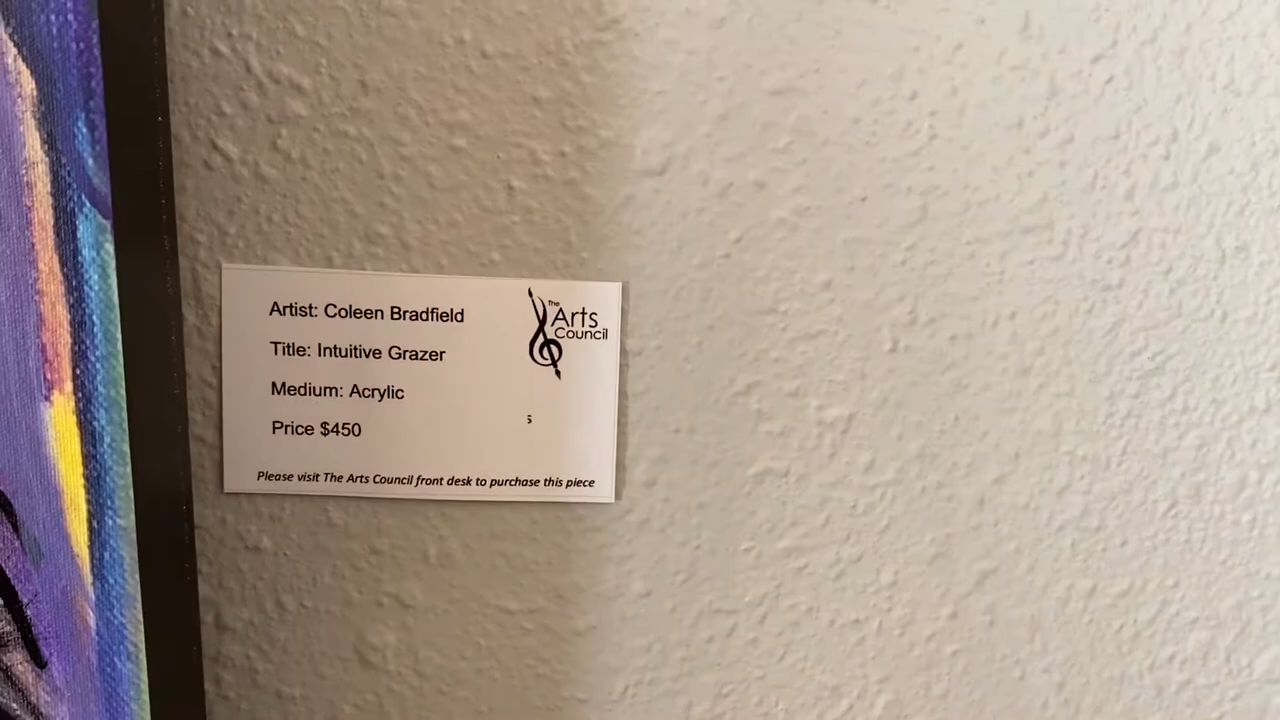 Artist: Coleen Bradfield
Title: Intuitive Grazer
Medium: Acrylic
Price $450
The
Arts
Council
s
Please visit The Arts Council front desk to purchase this piece